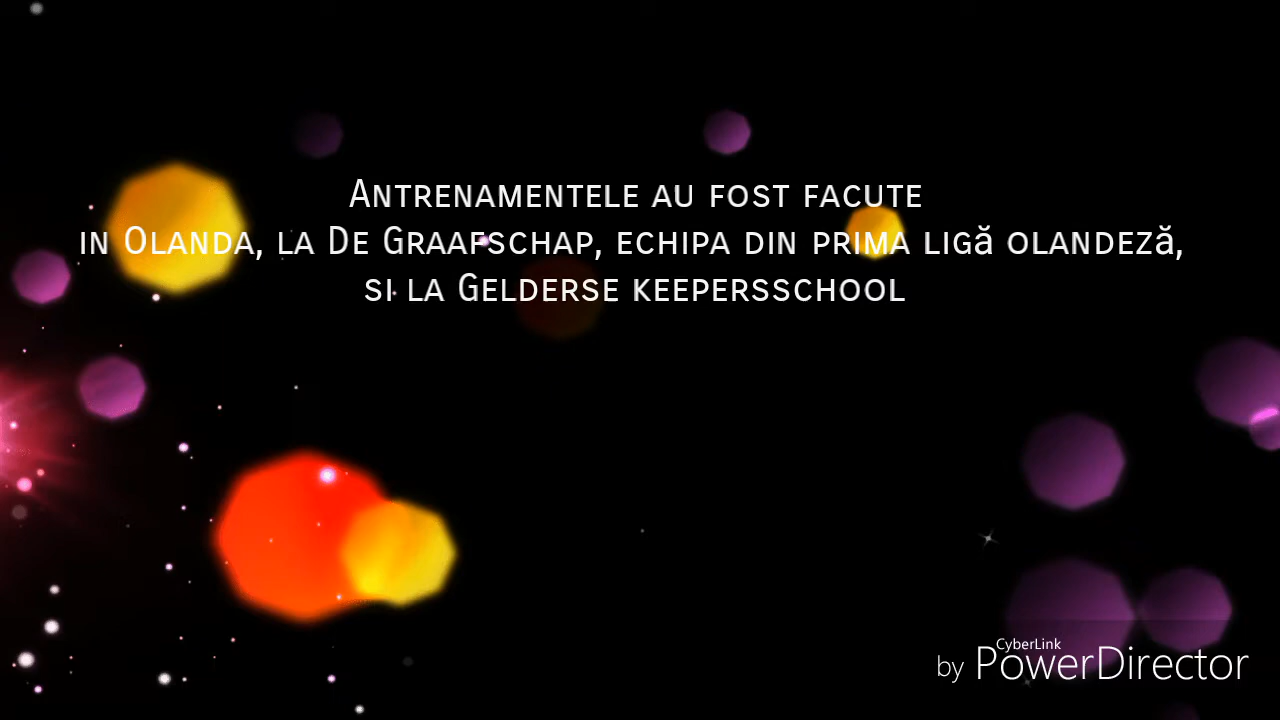 Antrenamentele au fost facute
in Olanda, la De Graafschap, echipa din prima ligă olandeză,
si la Gelderse keepersschool
CyberLink
by PowerDirector